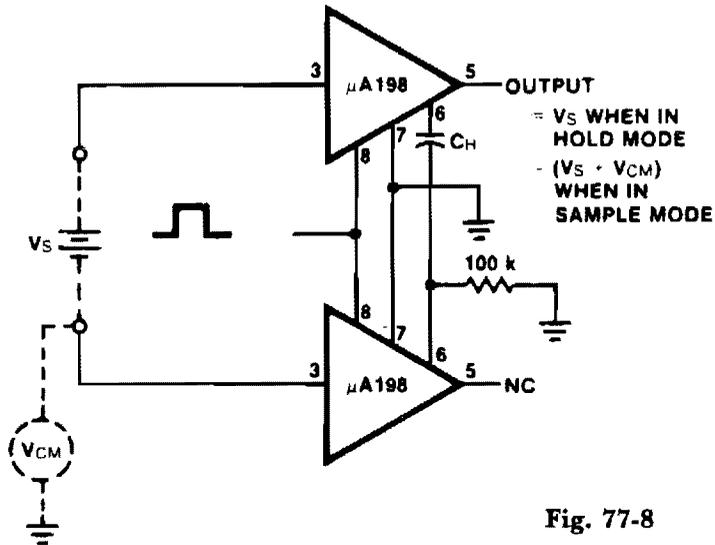 3
μA198
5
OUTPUT
= VS WHEN IN
HOLD MODE
- (VS + VCM)
WHEN IN
SAMPLE MODE
6
7
8
CH
VS
100 k
8
7
6
3
μA198
5
NC
VCM
Fig. 77-8